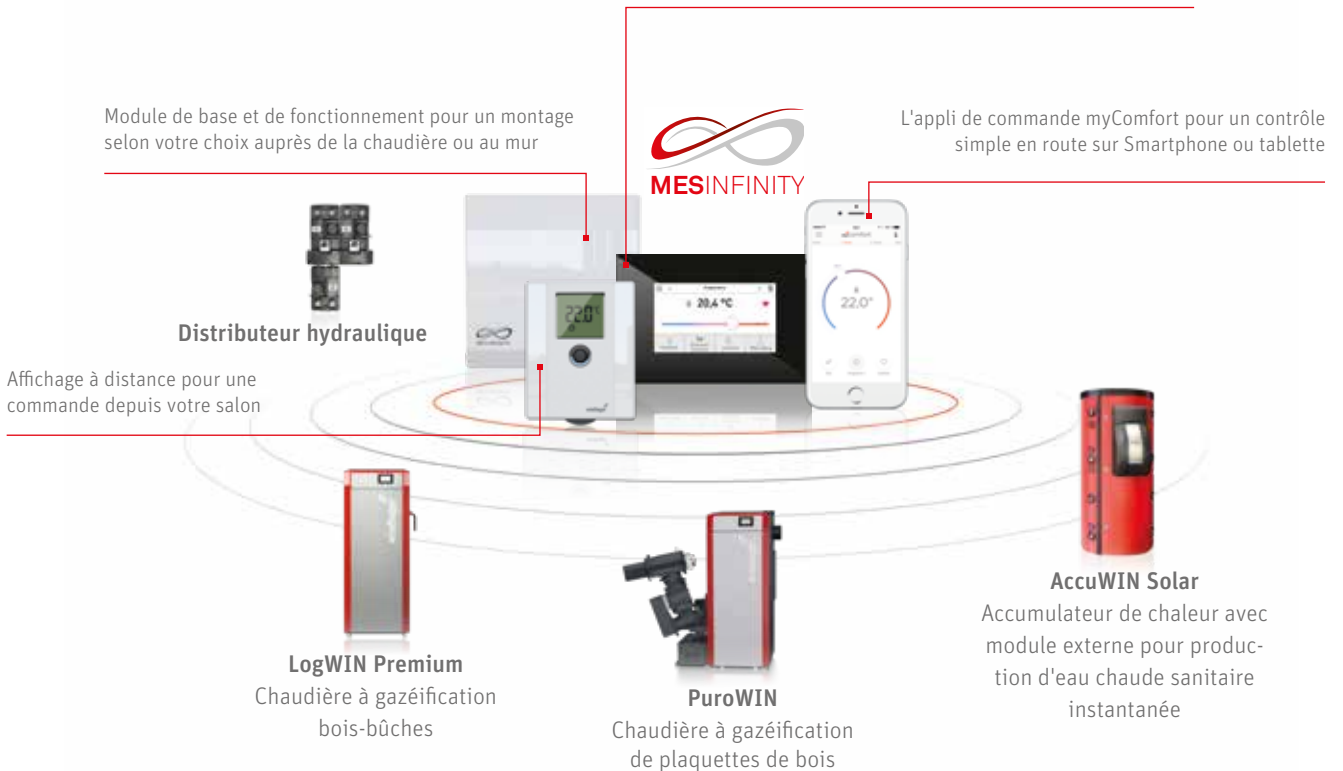 Module de base et de fonctionnement pour un montage
selon votre choix auprès de la chaudière ou au mur
MESINFINITY
L'appli de commande myComfort pour un contrôle
simple en route sur Smartphone ou tablette
Distributeur hydraulique
20,4 °C
22.0°C
22,0°
Affichage à distance pour une
commande depuis votre salon
LogWIN Premium
Chaudière à gazéification
bois-bûches
PuroWIN
Chaudière à gazéification
de plaquettes de bois
AccuWIN Solar
Accumulateur de chaleur avec
module externe pour produc-
tion d'eau chaude sanitaire
instantanée